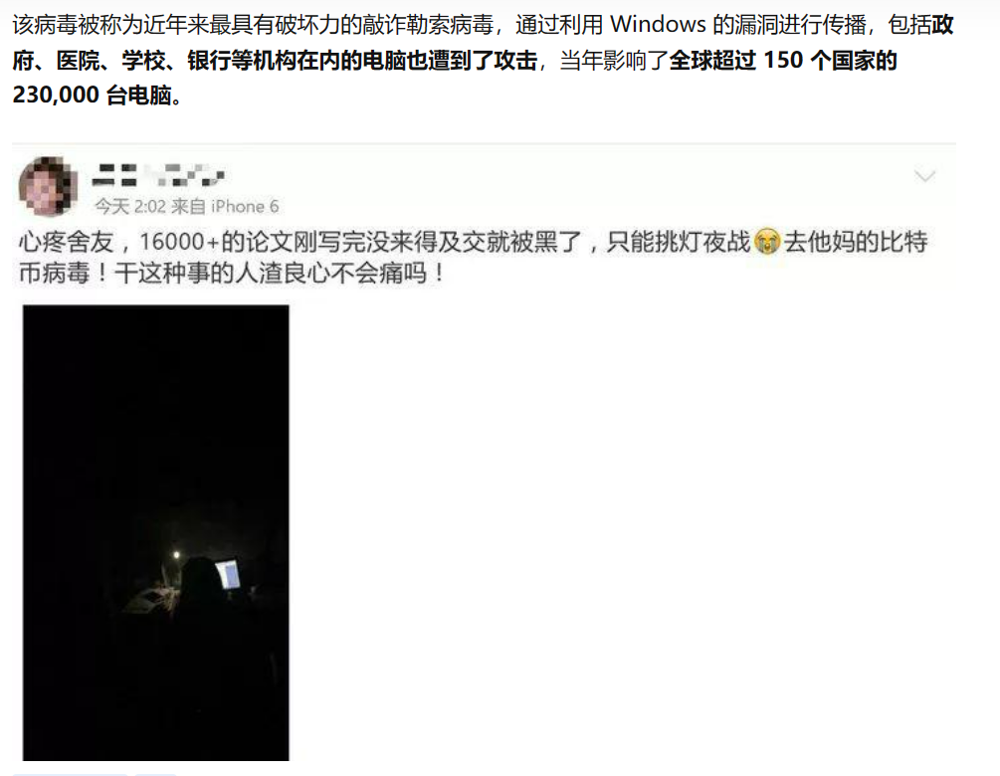 该病毒被称为近年来最具有破坏力的敲诈勒索病毒，通过利用 Windows 的漏洞进行传播，包括政
府、医院、学校、银行等机构在内的电脑也遭到了攻击，当年影响了全球超过 150 个国家的
230,000 台电脑。
今天 2:02 来自 iPhone 6
心疼舍友，16000+的论文刚写完没来得及交就被黑了，只能挑灯夜战😭去他妈的比特
币病毒！干这种事的人渣良心不会痛吗！